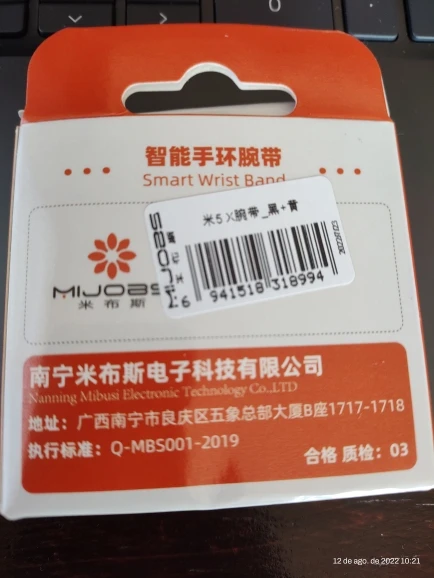 0
智能手环腕带
Smart Wrist Band
米5 X腕带_黑+青
MIJOBS
米布斯
6 941518 318994
南宁米布斯电子科技有限公司
Nanning Mibusi Electronic Technology Co.,LTD
地址：广西南宁市良庆区五象总部大厦B座1717-1718
执行标准：Q-MBS001-2019
合格 质检：03
12 de ago. de 2022 10:21